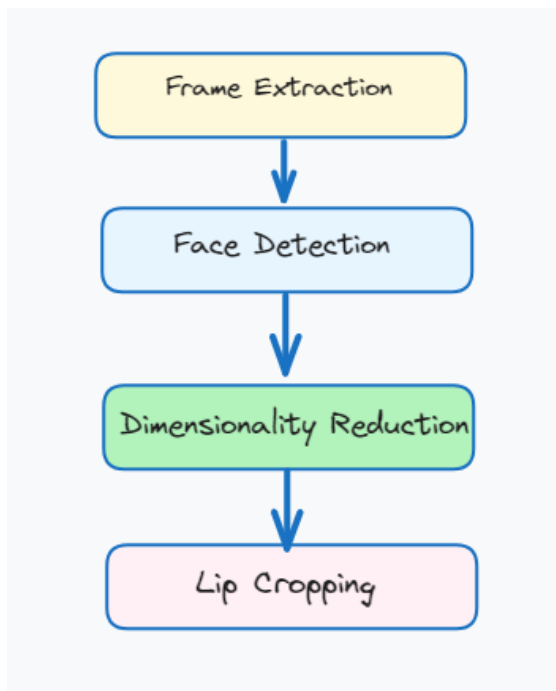 Frame Extraction
Face Detection
Dimensionality Reduction
Lip Cropping